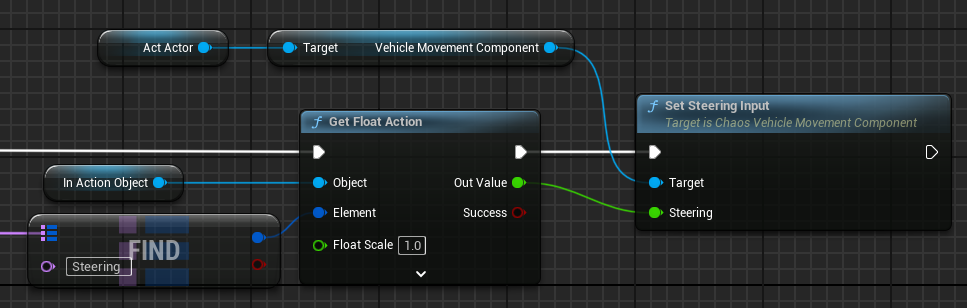 Act Actor
Target
Vehicle Movement Component
Set Steering Input
Target is Chaos Vehicle Movement Component
Get Float Action
In Action Object
Object
Out Value
Target
Element
Success
Steering
FIND
Float Scale 1.0
Steering